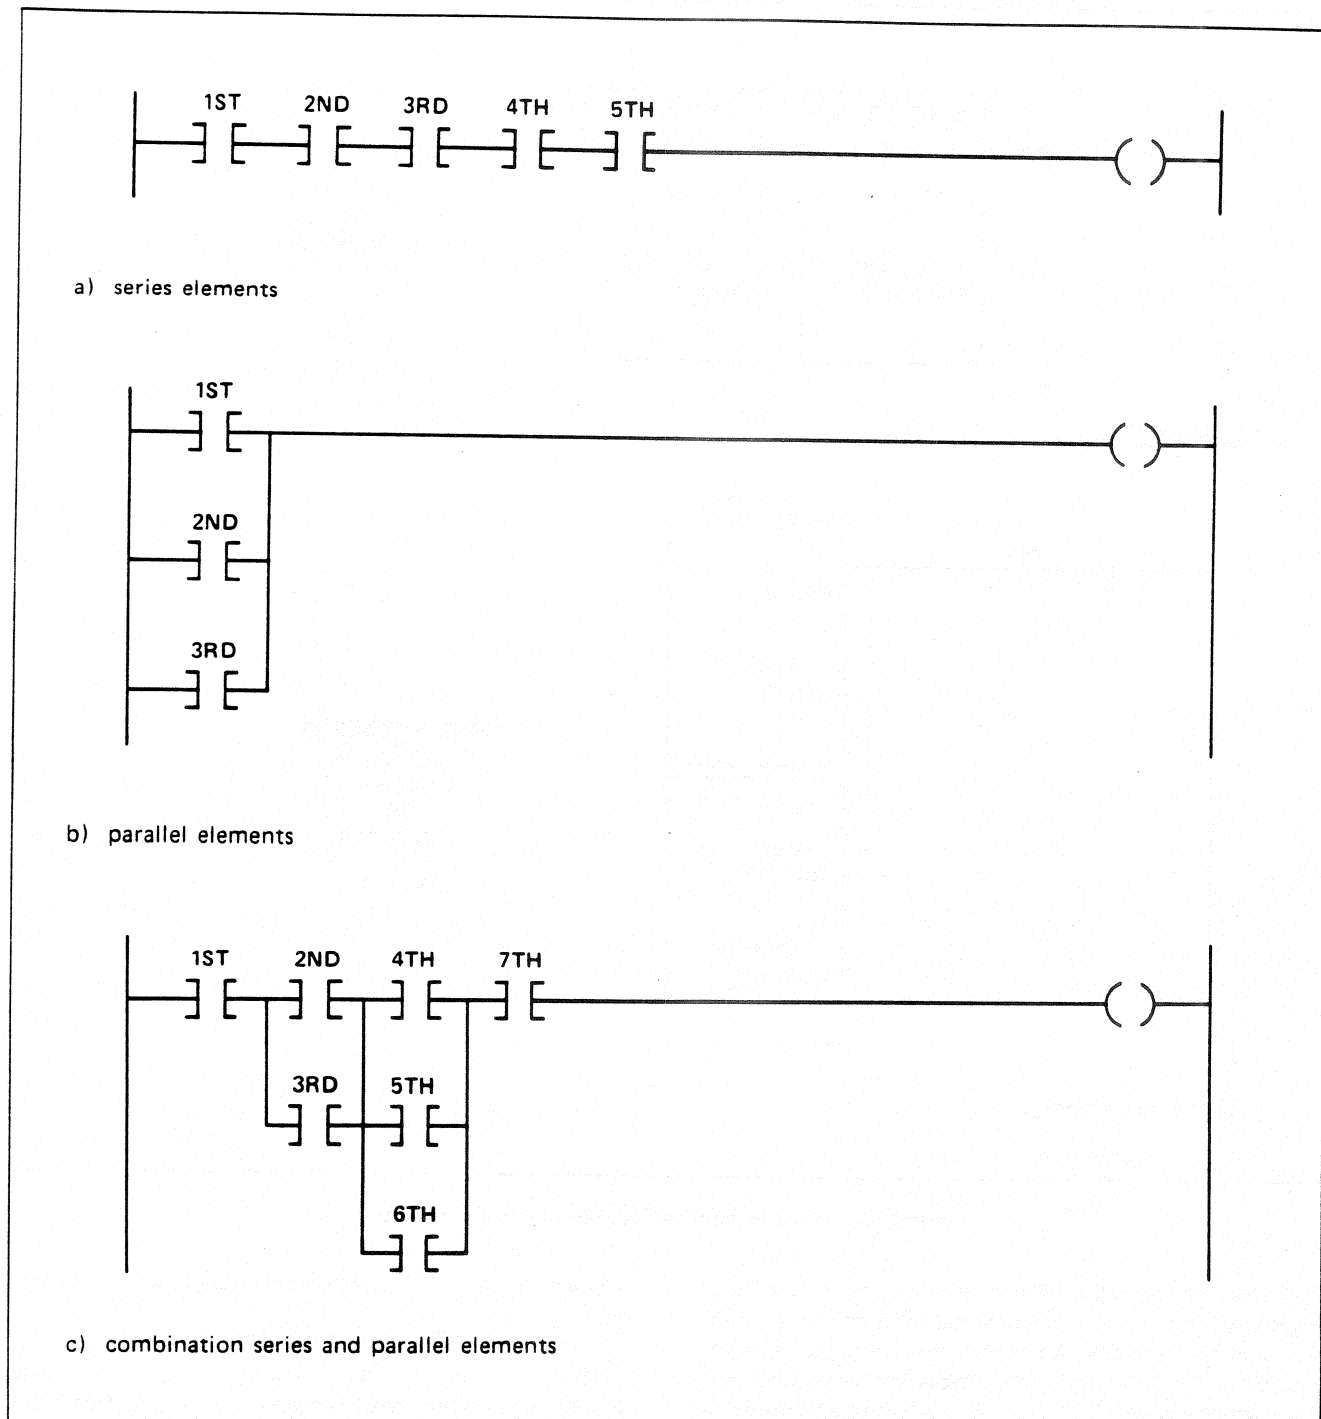 1ST 2ND 3RD 4TH 5TH
a) series elements
1ST
2ND
3RD
b) parallel elements
1ST 2ND 4TH 7TH
3RD 5TH
6TH
c) combination series and parallel elements